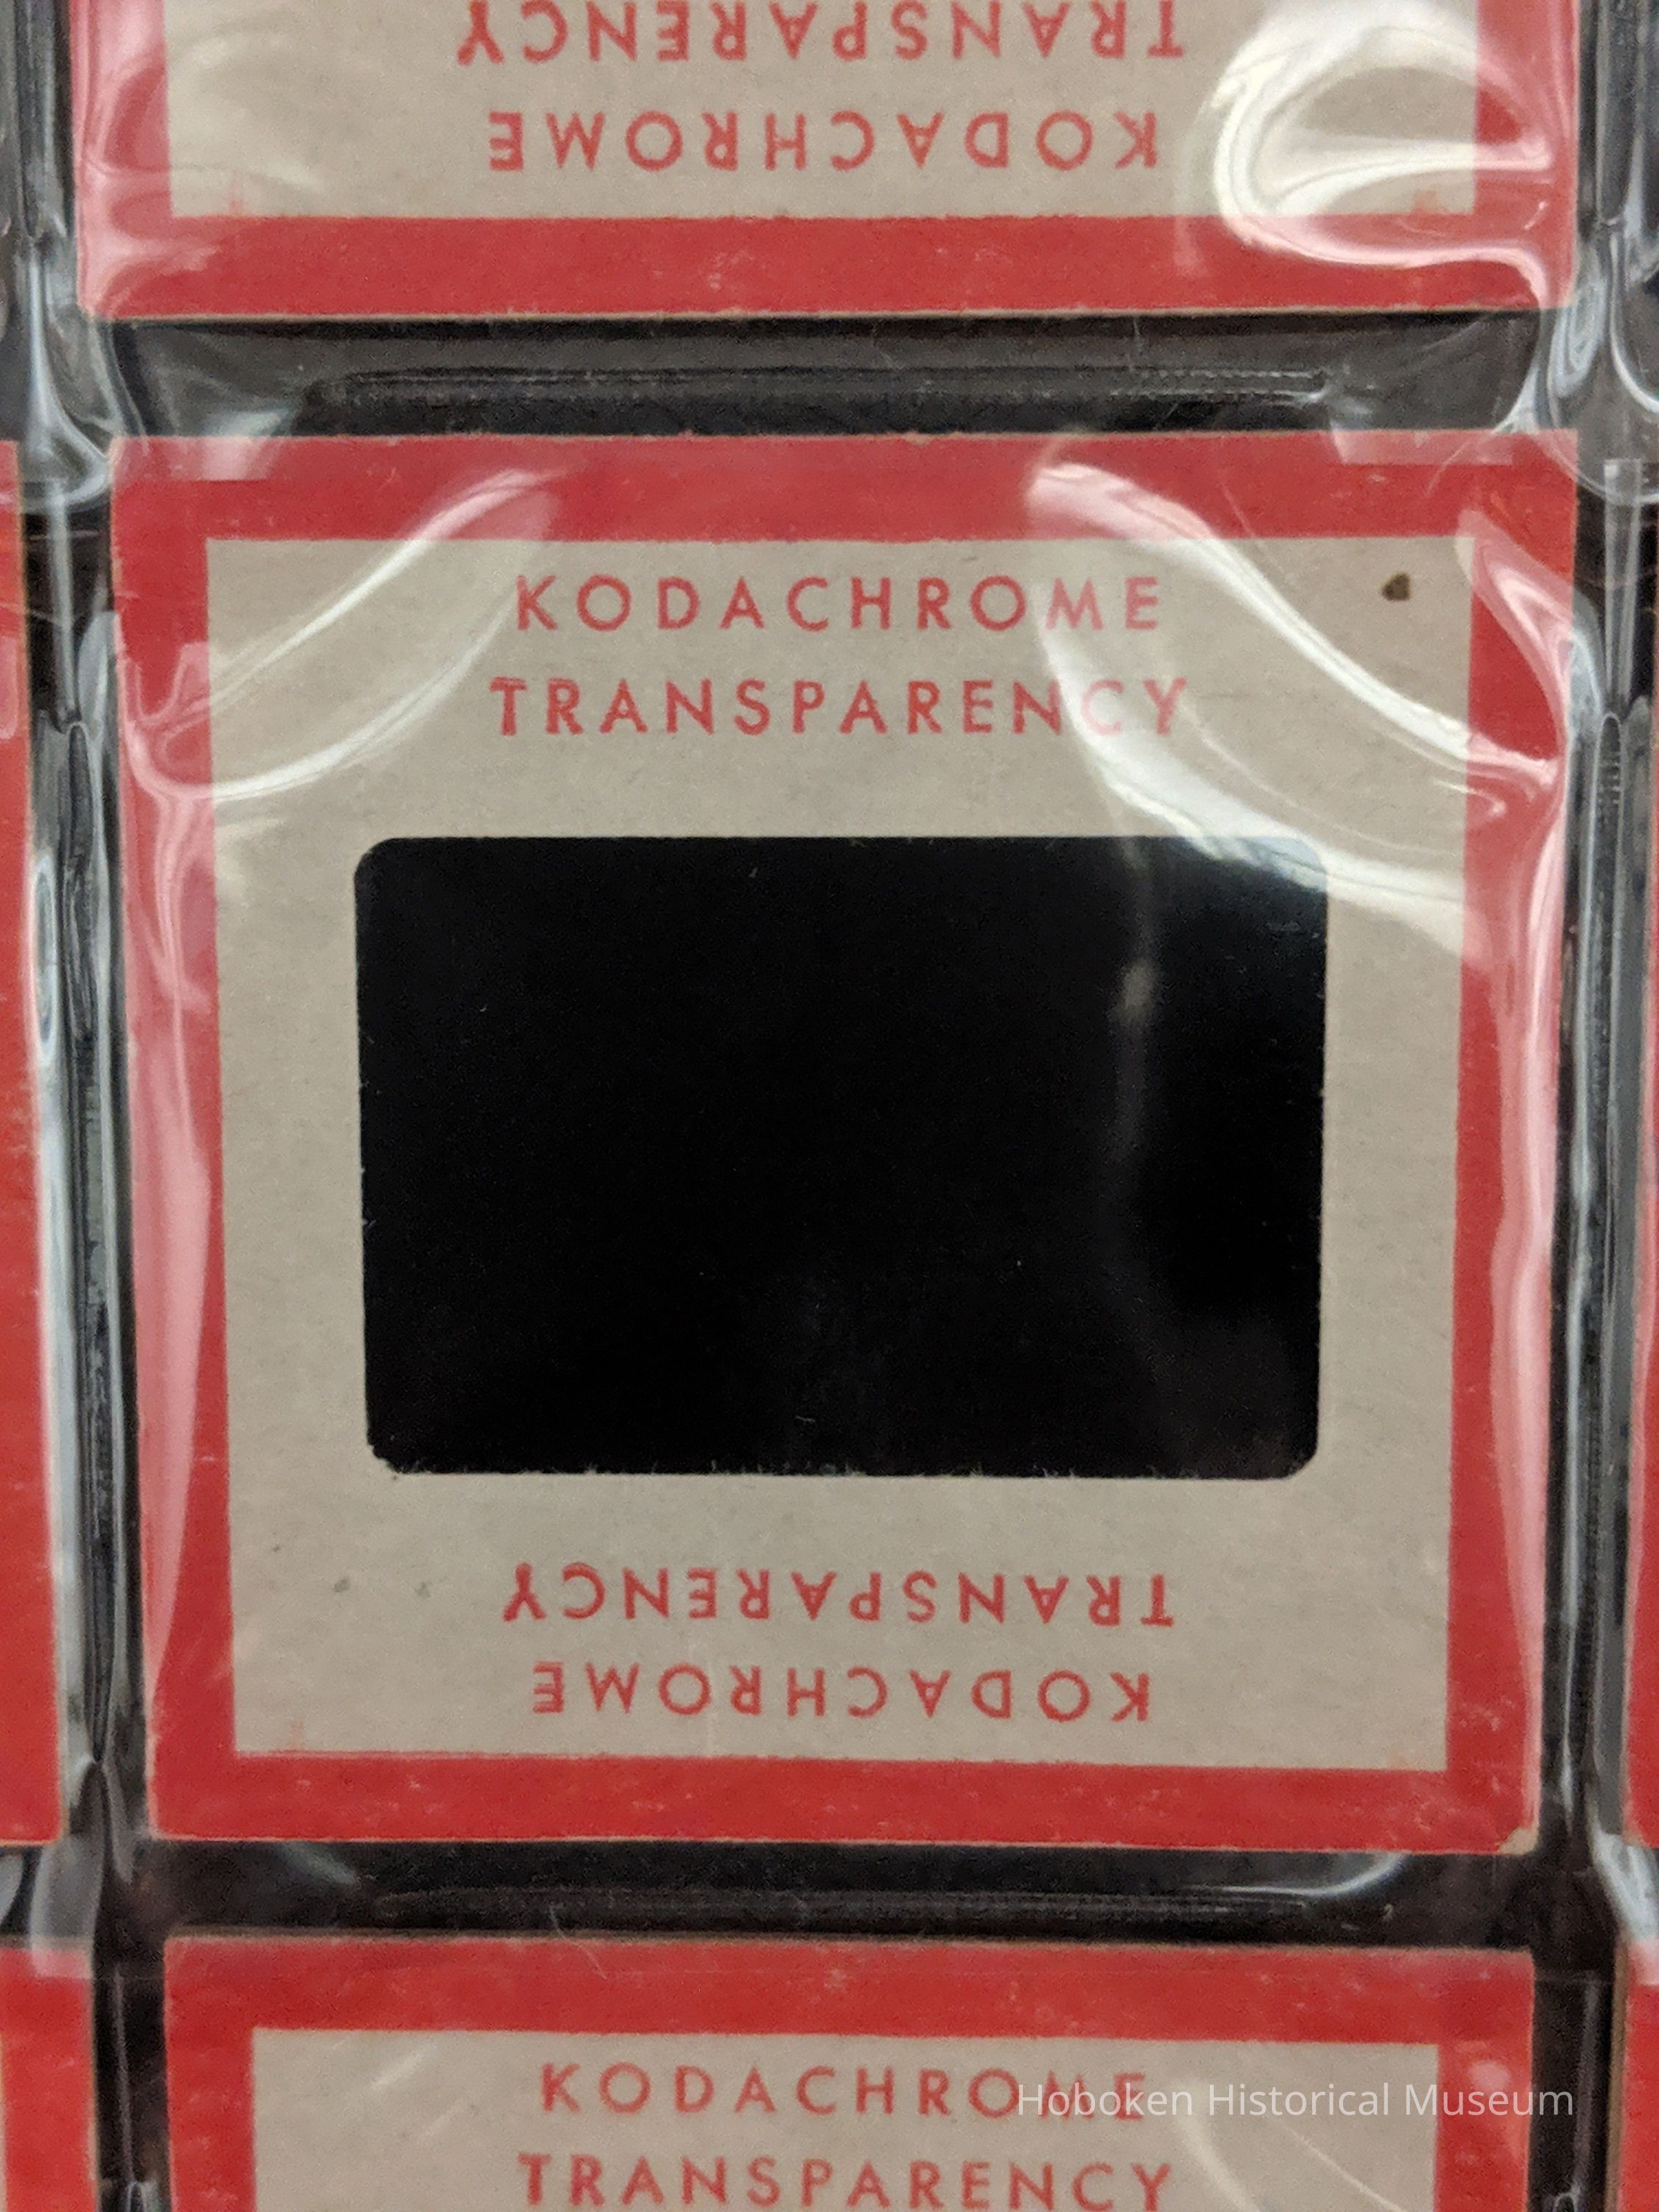 TRANSPARENCY
KODACHROME
KODACHROME
TRANSPARENCY
TRANSPARENCY
KODACHROME
KODACHROME
Hoboken Historical Museum
TRANSPARENCY